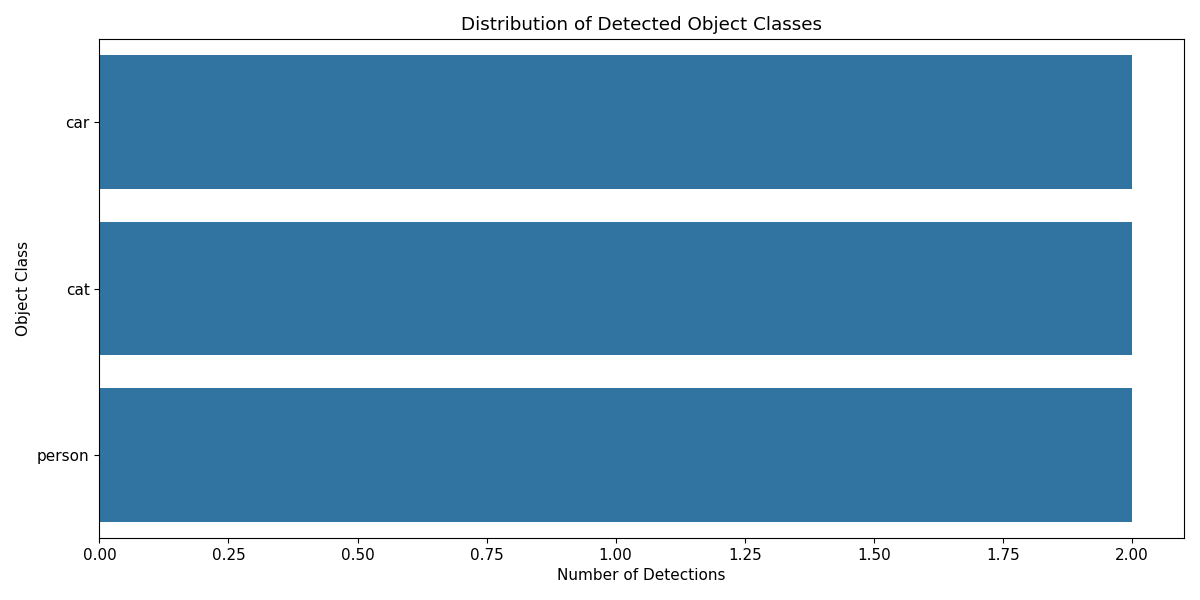 Distribution of Detected Object Classes
Object Class
car
cat
person
0.00 0.25 0.50 0.75 1.00 1.25 1.50 1.75 2.00
Number of Detections